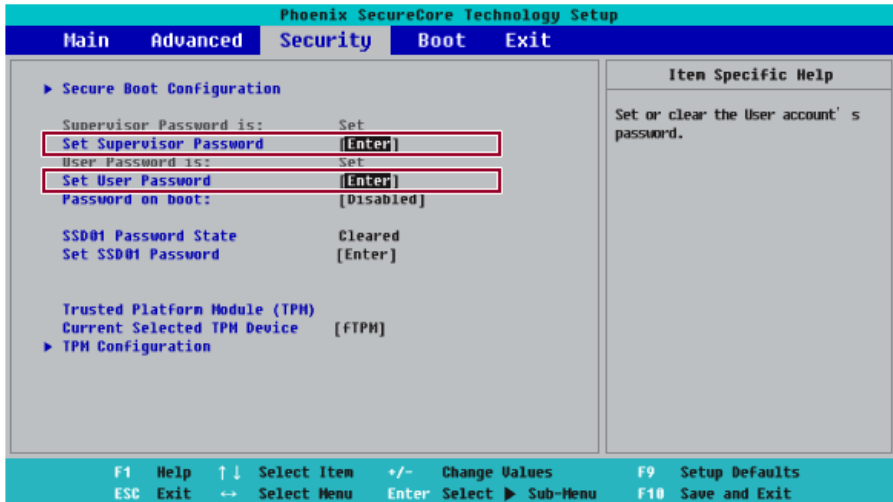 Phoenix SecureCore Technology Setup
Main Advanced Security Boot Exit
Item Specific Help
▶ Secure Boot Configuration
Supervisor Password is: Set
Set Supervisor Password [Enter]
User Password is: Set
Set User Password [Enter]
Password on boot: [Disabled]
SSD01 Password State Cleared
Set SSD01 Password [Enter]
Trusted Platform Module (TPM)
Current Selected TPM Device [fTPM]
▶ TPM Configuration
Set or clear the User account's
password.
F1 Help ↑↓ Select Item +/- Change Values F9 Setup Defaults
ESC Exit ↔ Select Menu Enter Select ▶ Sub-Menu F10 Save and Exit